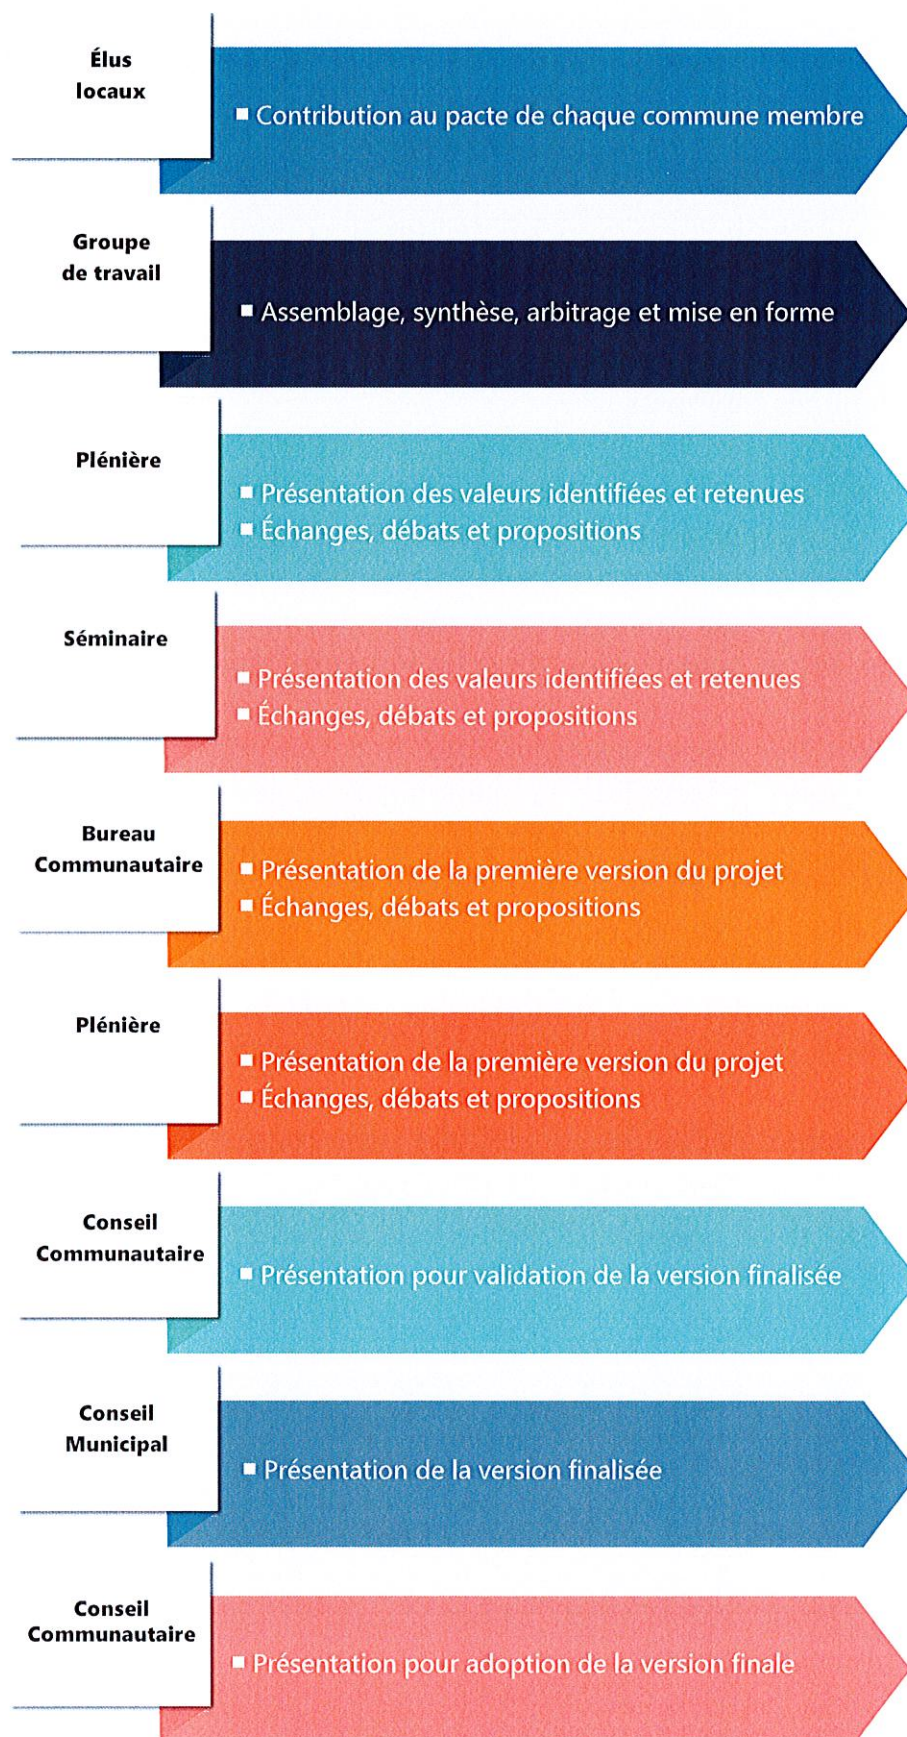 Élus
locaux
▪ Contribution au pacte de chaque commune membre
Groupe
de travail
▪ Assemblage, synthèse, arbitrage et mise en forme
Plénière
▪ Présentation des valeurs identifiées et retenues
▪ Échanges, débats et propositions
Séminaire
▪ Présentation des valeurs identifiées et retenues
▪ Échanges, débats et propositions
Bureau
Communautaire
▪ Présentation de la première version du projet
▪ Échanges, débats et propositions
Plénière
▪ Présentation de la première version du projet
▪ Échanges, débats et propositions
Conseil
Communautaire
▪ Présentation pour validation de la version finalisée
Conseil
Municipal
▪ Présentation de la version finalisée
Conseil
Communautaire
▪ Présentation pour adoption de la version finale